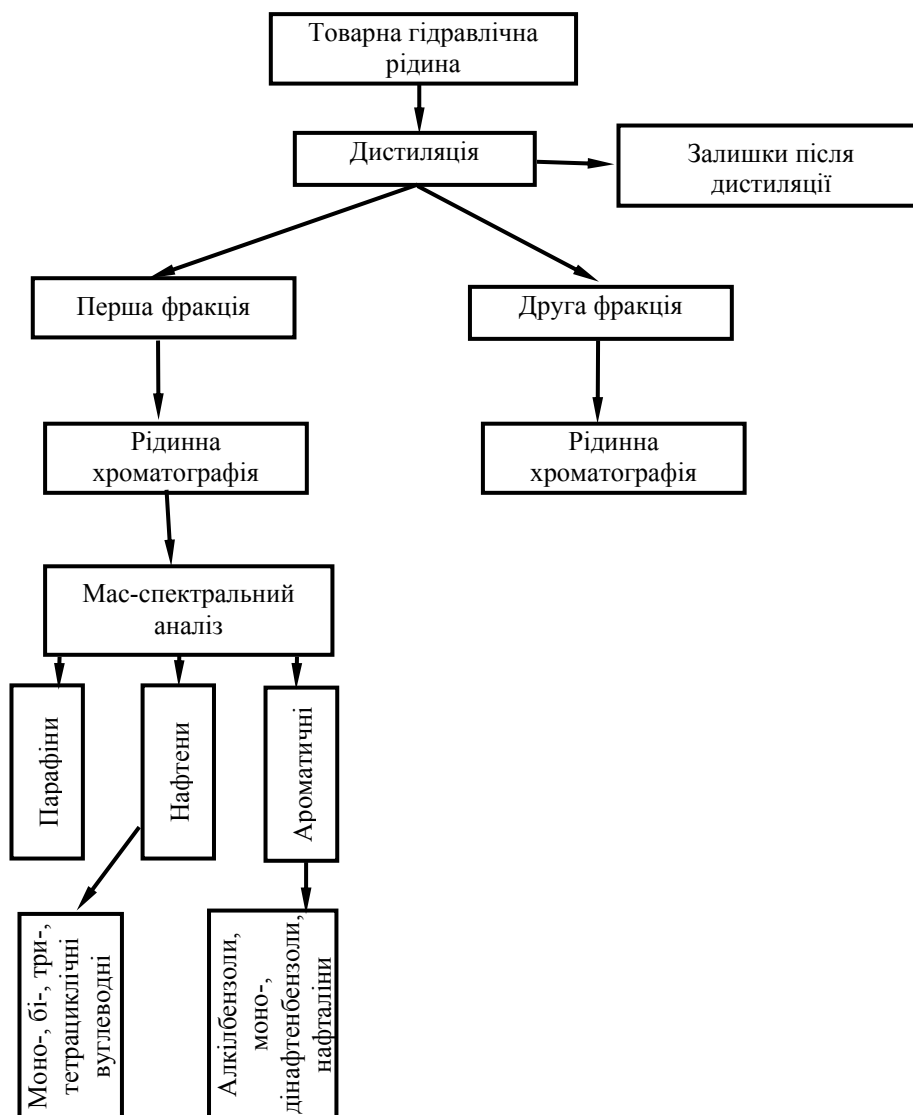 Товарна гідравлічна
рідина
Дистиляція
Залишки після
дистиляції
Перша фракція
Друга фракція
Рідинна
хроматографія
Рідинна
хроматографія
Мас-спектральний
аналіз
Парафіни
Нафтени
Ароматичні
Моно-, бі-, три-,
тетрациклічні
вуглеводні
Алкілбензоли,
моно-,
дінафтенбензоли,
нафталіни